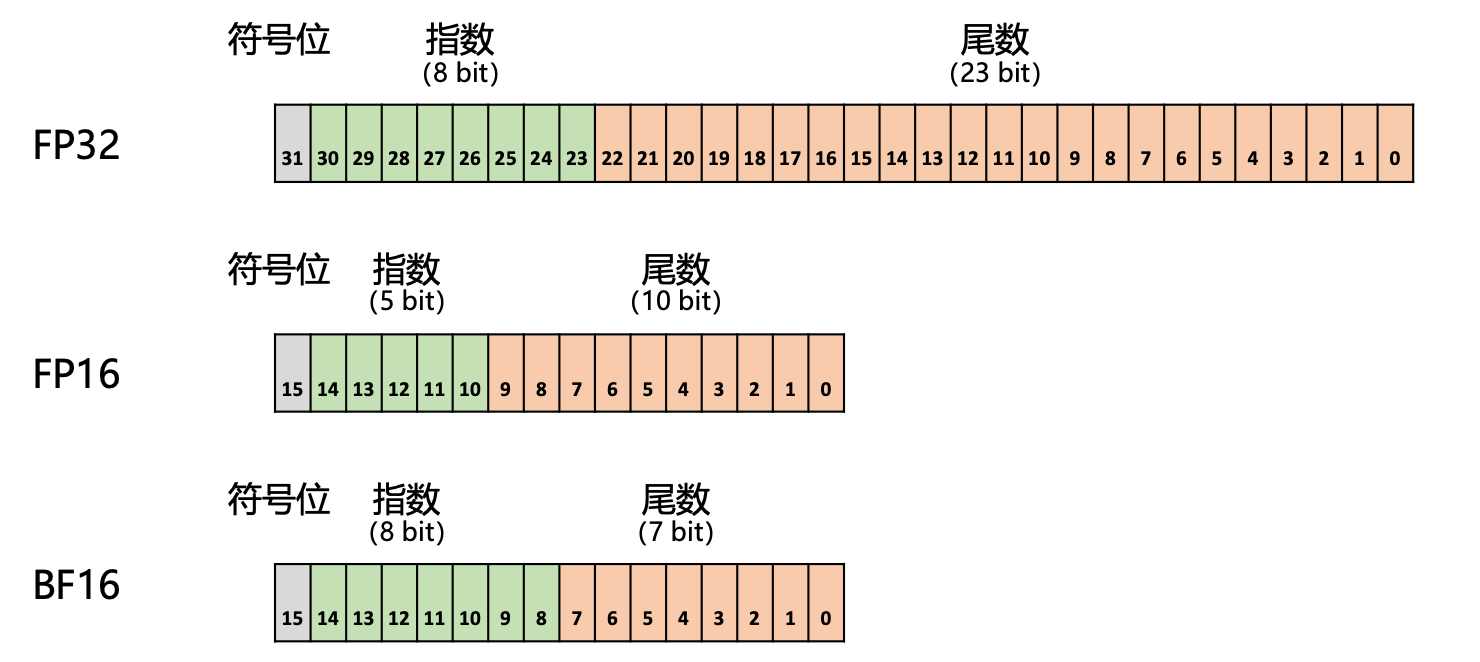 符号位 指数 尾数
(8 bit) (23 bit)
FP32
31 30 29 28 27 26 25 24 23 22 21 20 19 18 17 16 15 14 13 12 11 10 9 8 7 6 5 4 3 2 1 0
符号位 指数 尾数
(5 bit) (10 bit)
FP16
15 14 13 12 11 10 9 8 7 6 5 4 3 2 1 0
符号位 指数 尾数
(8 bit) (7 bit)
BF16
15 14 13 12 11 10 9 8 7 6 5 4 3 2 1 0